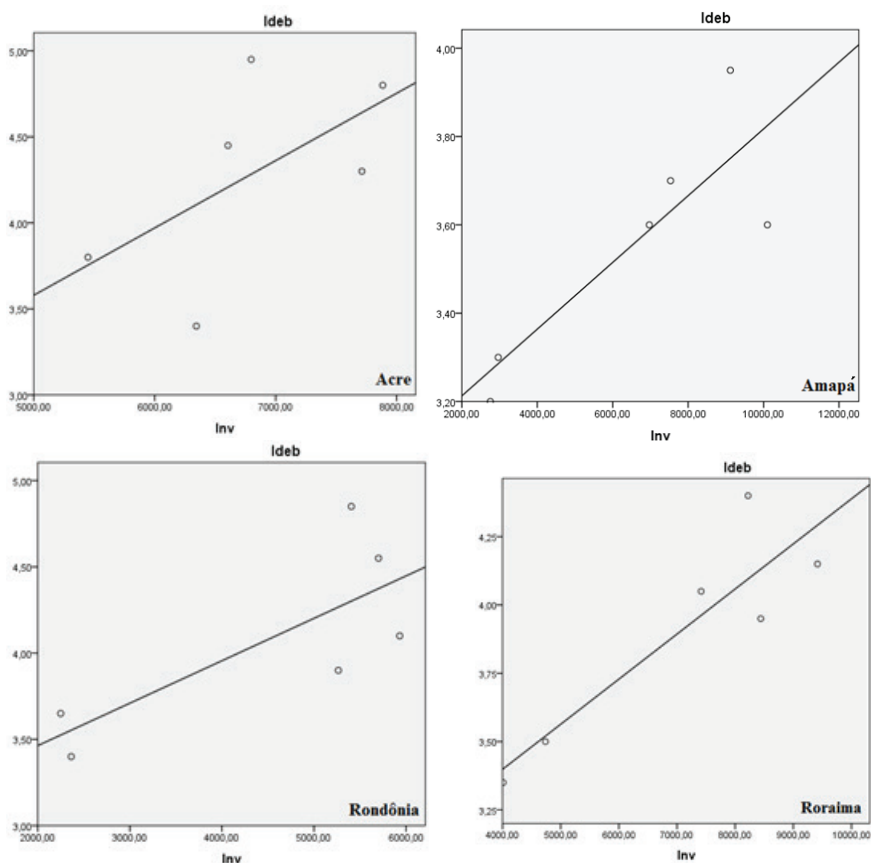 Ideb
5,00
4,50
4,00
3,50
3,00
5000,00 6000,00 7000,00 8000,00
Acre
Inv
Ideb
4,00
3,80
3,60
3,40
3,20
2000,00 4000,00 6000,00 8000,00 10000,00 12000,00
Amapá
Inv
Ideb
5,00
4,50
4,00
3,50
3,00
2000,00 3000,00 4000,00 5000,00 6000,00
Rondônia
Inv
Ideb
4,25
4,00
3,75
3,50
3,25
4000,00 5000,00 6000,00 7000,00 8000,00 9000,00 10000,00
Roraima
Inv